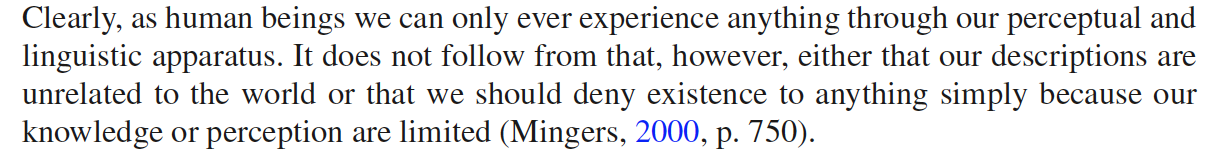 Clearly, as human beings we can only ever experience anything through our perceptual and
linguistic apparatus. It does not follow from that, however, either that our descriptions are
unrelated to the world or that we should deny existence to anything simply because our
knowledge or perception are limited (Mingers, 2000, p. 750).